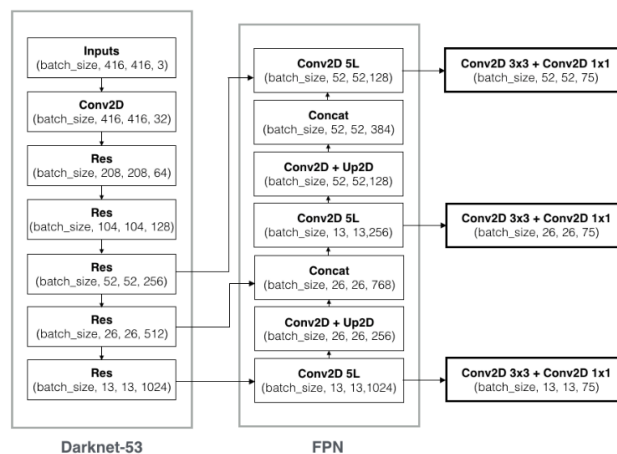 Inputs
(batch_size, 416, 416, 3)
Conv2D
(batch_size, 416, 416, 32)
Res
(batch_size, 208, 208, 64)
Res
(batch_size, 104, 104, 128)
Res
(batch_size, 52, 52, 256)
Res
(batch_size, 26, 26, 512)
Res
(batch_size, 13, 13, 1024)
Darknet-53
Conv2D 5L
(batch_size, 52, 52,128)
Concat
(batch_size, 52, 52, 384)
Conv2D + Up2D
(batch_size, 52, 52,128)
Conv2D 5L
(batch_size, 13, 13,256)
Concat
(batch_size, 26, 26, 768)
Conv2D + Up2D
(batch_size, 26, 26, 256)
Conv2D 5L
(batch_size, 13, 13,1024)
FPN
Conv2D 3x3 + Conv2D 1x1
(batch_size, 52, 52, 75)
Conv2D 3x3 + Conv2D 1x1
(batch_size, 26, 26, 75)
Conv2D 3x3 + Conv2D 1x1
(batch_size, 13, 13, 75)